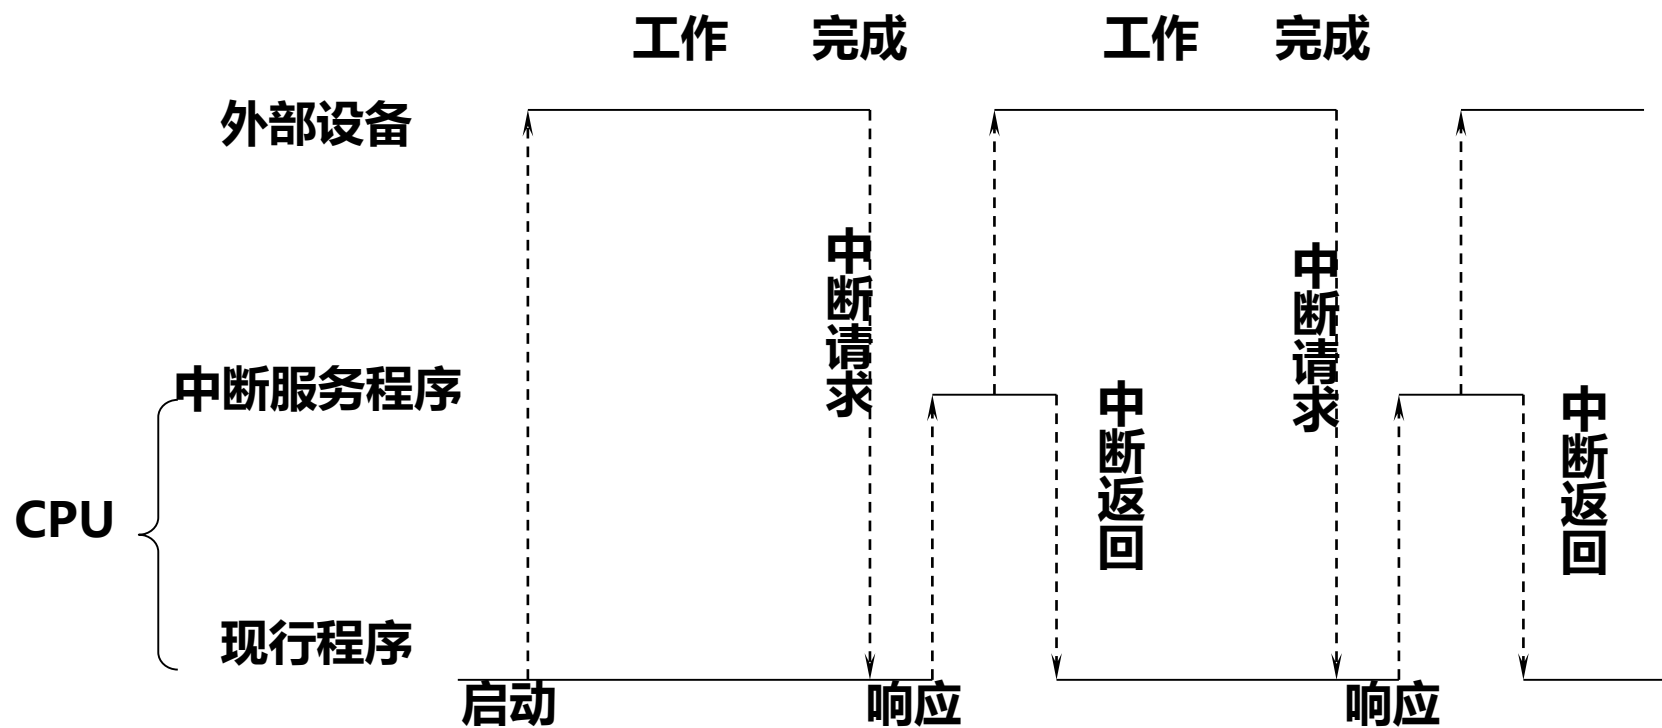 工作 完成 工作 完成
外部设备
中断请求
中断请求
中断服务程序
中断返回
中断返回
CPU
现行程序
启动 响应 响应